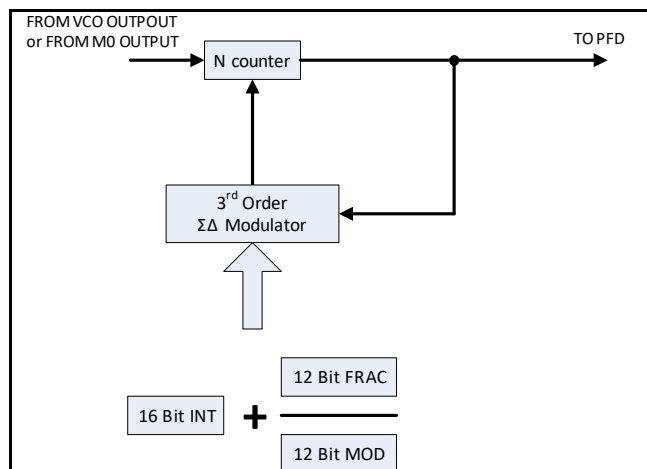 FROM VCO OUTPOUT
or FROM M0 OUTPUT
TO PFD
N counter
3rd Order
ΣΔ Modulator
12 Bit FRAC
16 Bit INT +
12 Bit MOD